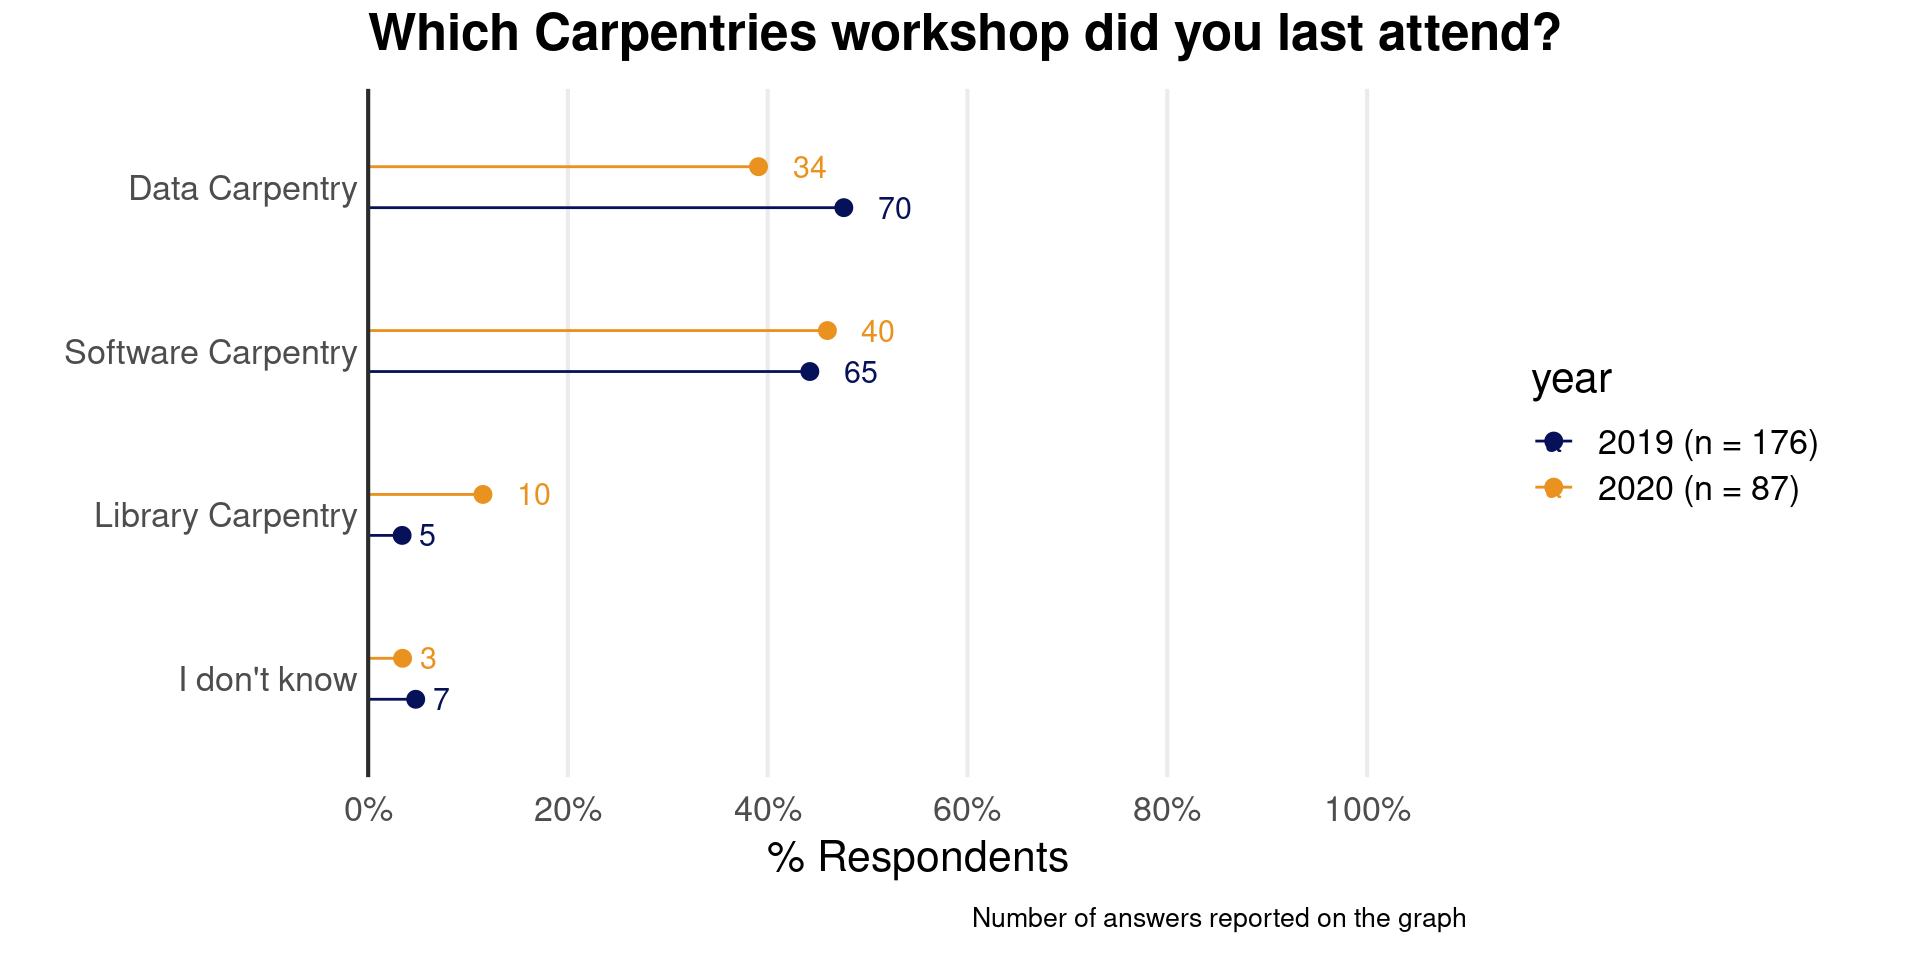 Which Carpentries workshop did you last attend?
Data Carpentry
34
70
Software Carpentry
40
65
Library Carpentry
10
5
I don't know
3
7
0% 20% 40% 60% 80% 100%
% Respondents
year
2019 (n = 176)
2020 (n = 87)
Number of answers reported on the graph